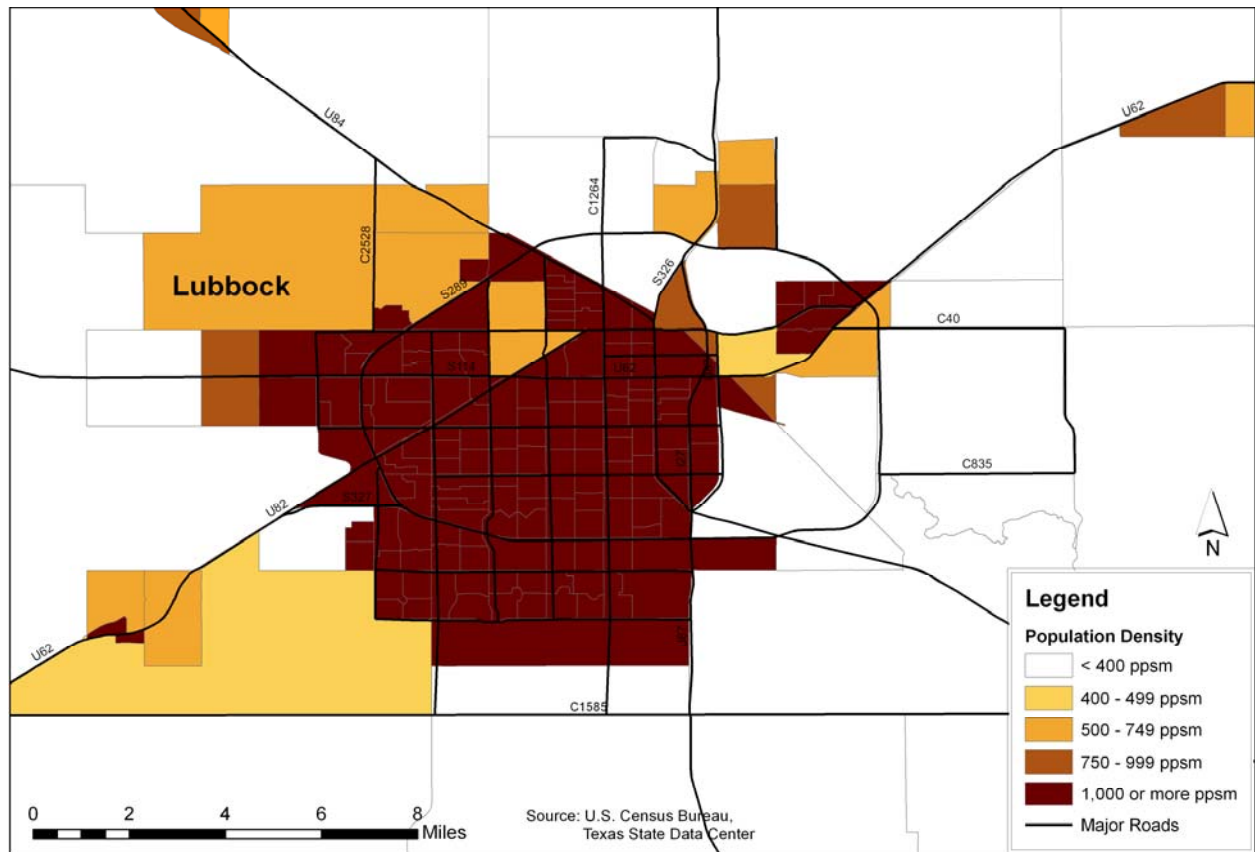 U84
U62
C1264
C2528
S326
Lubbock
S289
C40
S114
U62
I27
C835
U82
S327
U62
C1585
N
Legend
Population Density
< 400 ppsm
400 - 499 ppsm
500 - 749 ppsm
750 - 999 ppsm
1,000 or more ppsm
Major Roads
0 2 4 6 8
Miles
Source: U.S. Census Bureau,
Texas State Data Center